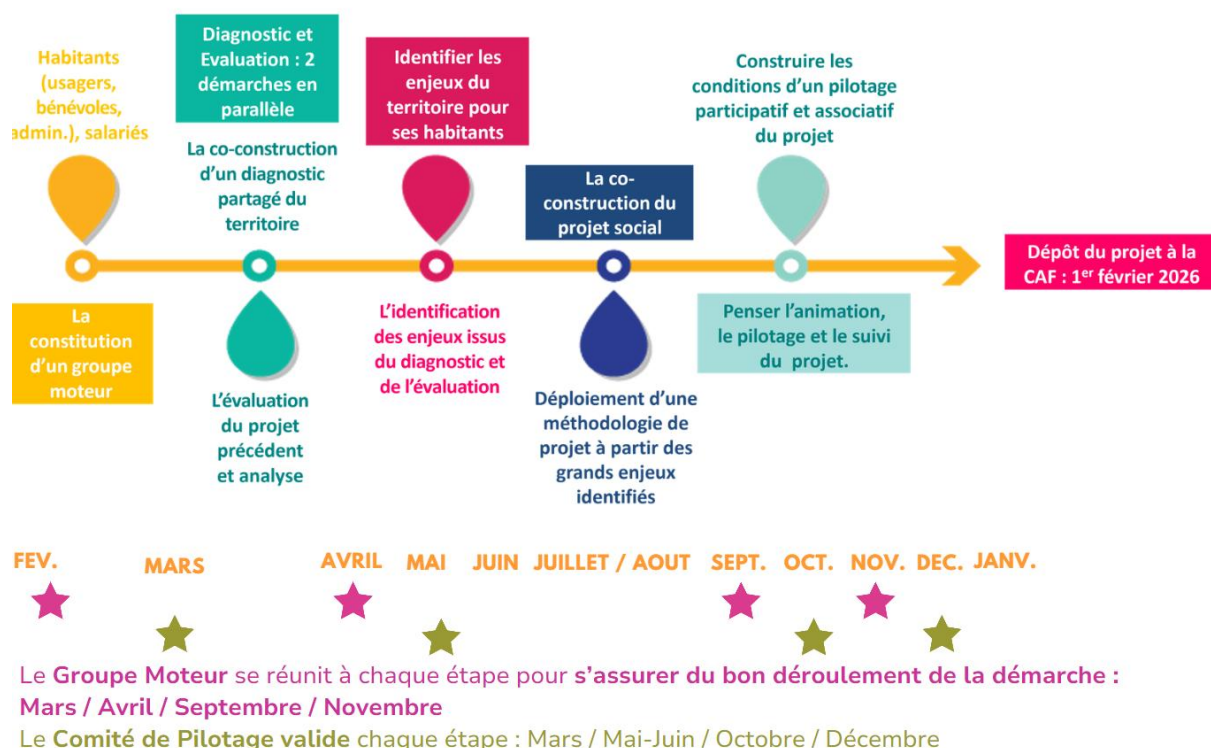 Habitants
(usagers,
bénévoles,
admin.), salariés
La
constitution
d’un groupe
moteur
Diagnostic et
Evaluation : 2
démarches en
parallèle
La co-construction
d’un diagnostic
partagé du
territoire
L’évaluation
du projet
précédent
et analyse
Identifier les
enjeux du
territoire pour
ses habitants
L’identification
des enjeux issus
du diagnostic et
de l’évaluation
La co-
construction du
projet social
Déploiement d’une
méthodologie de
projet à partir des
grands enjeux
identifiés
Construire les
conditions d’un pilotage
participatif et associatif
du projet
Penser l’animation,
le pilotage et le suivi
du projet.
Dépôt du projet à la
CAF : 1er février 2026
FEV. MARS AVRIL MAI JUIN JUILLET / AOUT SEPT. OCT. NOV. DEC. JANV.
Le Groupe Moteur se réunit à chaque étape pour s’assurer du bon déroulement de la démarche :
Mars / Avril / Septembre / Novembre
Le Comité de Pilotage valide chaque étape : Mars / Mai-Juin / Octobre / Décembre